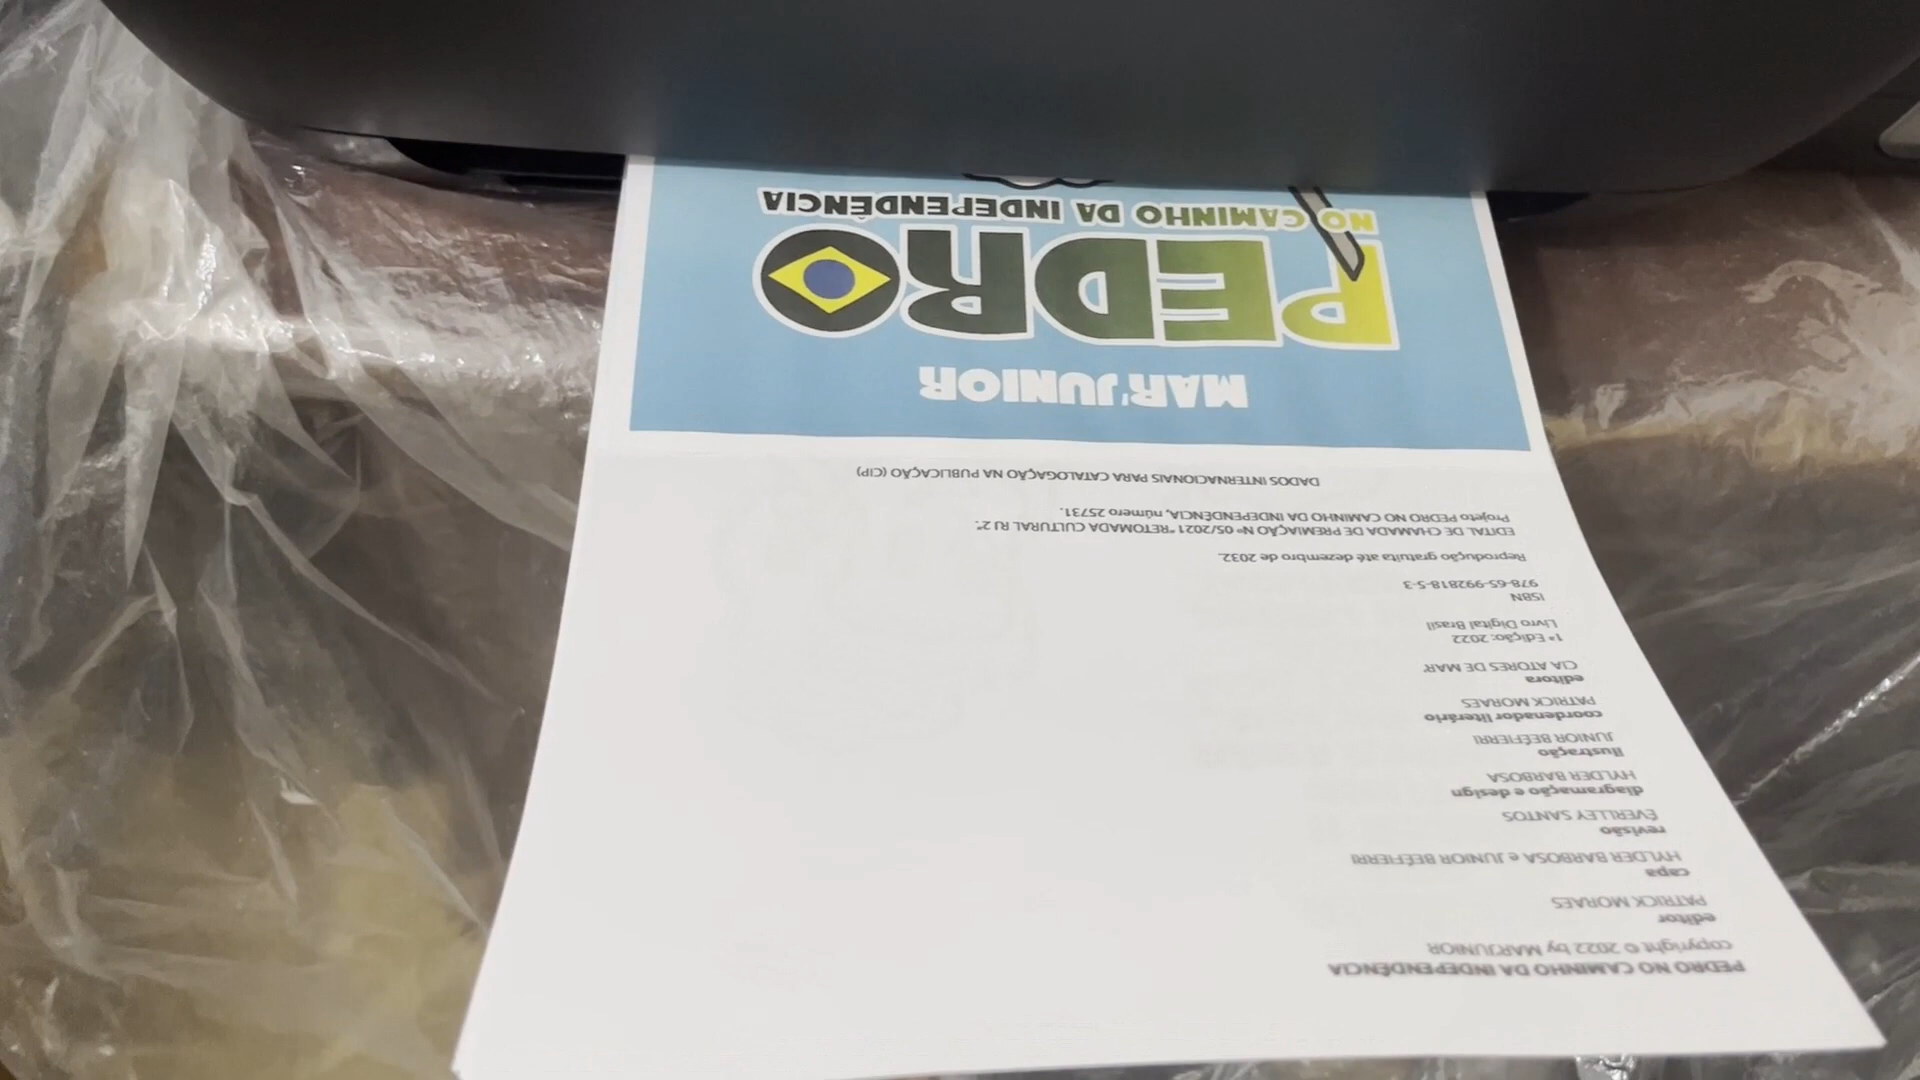 PEDRO NO CAMINHO DA INDEPENDÊNCIA
copyright © 2022 by MAR'JUNIOR
editor
PATRICK MORAES
capa
HYLDER BARBOSA e JUNIOR BEÉFIERRI
revisão
ÉVERLLEY SANTOS
diagramação e design
HYLDER BARBOSA
ilustração
JUNIOR BEÉFIERRI
coordenador literário
PATRICK MORAES
editora
CIA ATORES DE MAR'
1ª Edição: 2022
Livro Digital Brasil
ISBN
978-65-992818-5-3
Reprodução gratuita até dezembro de 2032.
EDITAL DE CHAMADA DE PREMIAÇÃO Nº 05/2021 "RETOMADA CULTURAL RJ 2".
Projeto PEDRO NO CAMINHO DA INDEPENDÊNCIA, número 25731.
DADOS INTERNACIONAIS PARA CATALOGAÇÃO NA PUBLICAÇÃO (CIP)
MAR'JUNIOR
PEDRO
NO CAMINHO DA INDEPENDÊNCIA